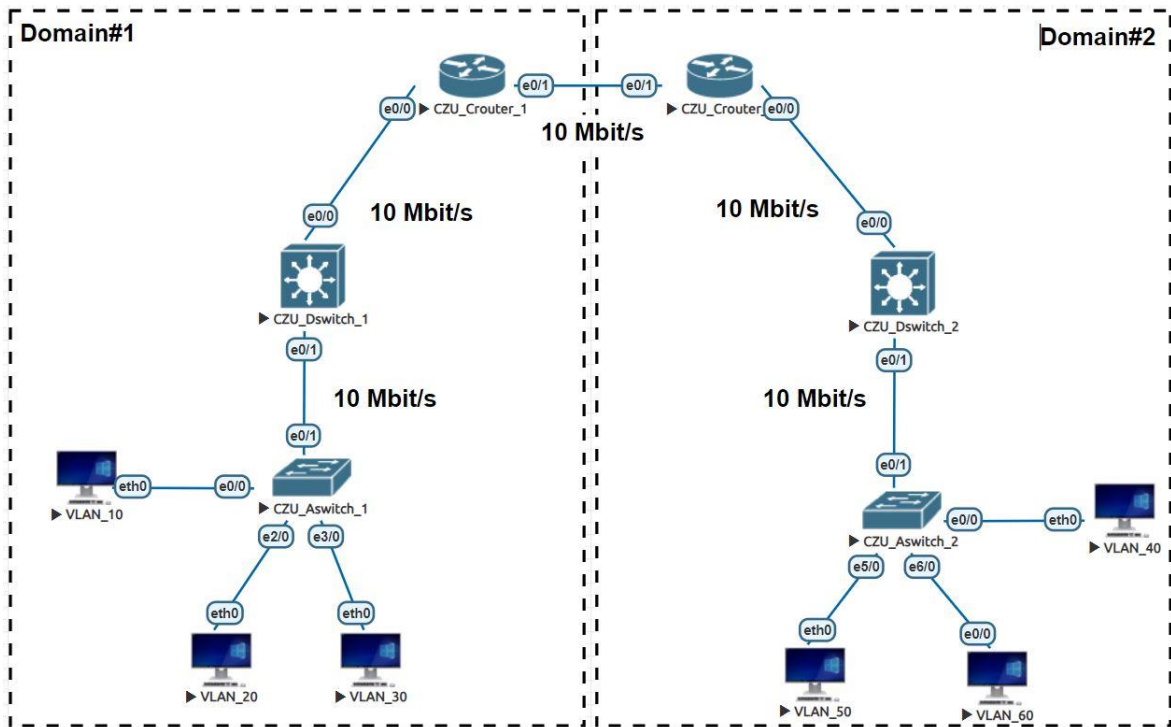 Domain#1
Domain#2
e0/1
e0/1
e0/0
CZU_Crouter_1
CZU_Crouter_
e0/0
10 Mbit/s
e0/0
10 Mbit/s
10 Mbit/s
e0/0
CZU_Dswitch_1
CZU_Dswitch_2
e0/1
e0/1
10 Mbit/s
10 Mbit/s
e0/1
e0/1
eth0
e0/0
VLAN_10
CZU_Aswitch_1
e0/0
eth0
e2/0
e3/0
CZU_Aswitch_2
VLAN_40
e5/0
e6/0
eth0
eth0
eth0
e0/0
VLAN_20
VLAN_30
VLAN_50
VLAN_60